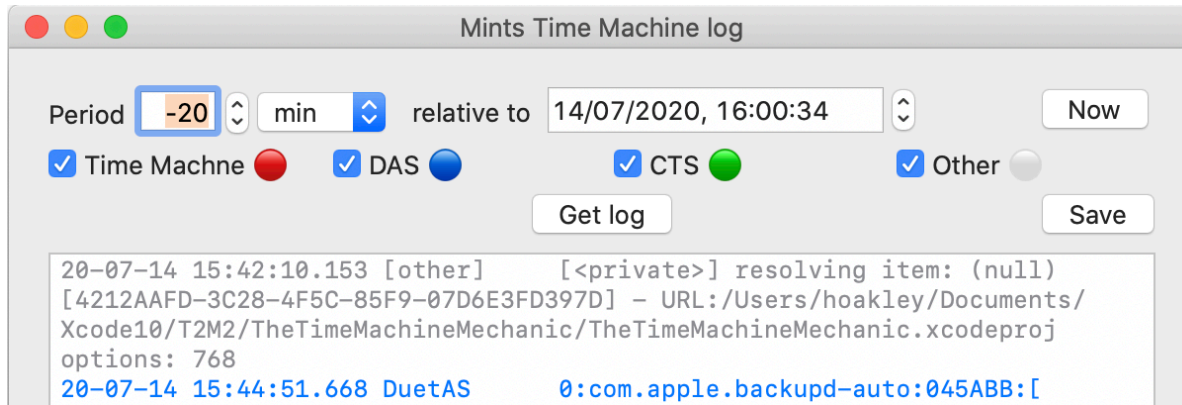 Mints Time Machine log
Period -20 min relative to 14/07/2020, 16:00:34 Now
Time Machne DAS CTS Other
Get log Save
20-07-14 15:42:10.153 [other] [<private>] resolving item: (null)
[4212AAFD-3C28-4F5C-85F9-07D6E3FD397D] - URL:/Users/hoakley/Documents/
Xcode10/T2M2/TheTimeMachineMechanic/TheTimeMachineMechanic.xcodeproj
options: 768
20-07-14 15:44:51.668 DuetAS 0:com.apple.backupd-auto:045ABB:[